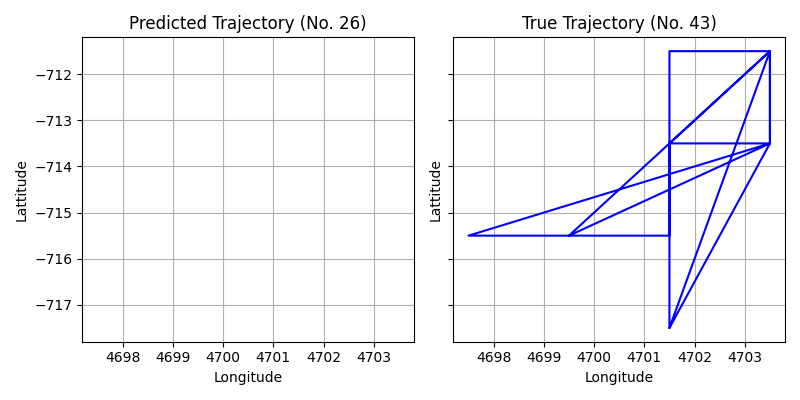 Predicted Trajectory (No. 26)
True Trajectory (No. 43)
Lattitude
−712
−713
−714
−715
−716
−717
4698 4699 4700 4701 4702 4703
Longitude
Lattitude
4698 4699 4700 4701 4702 4703
Longitude